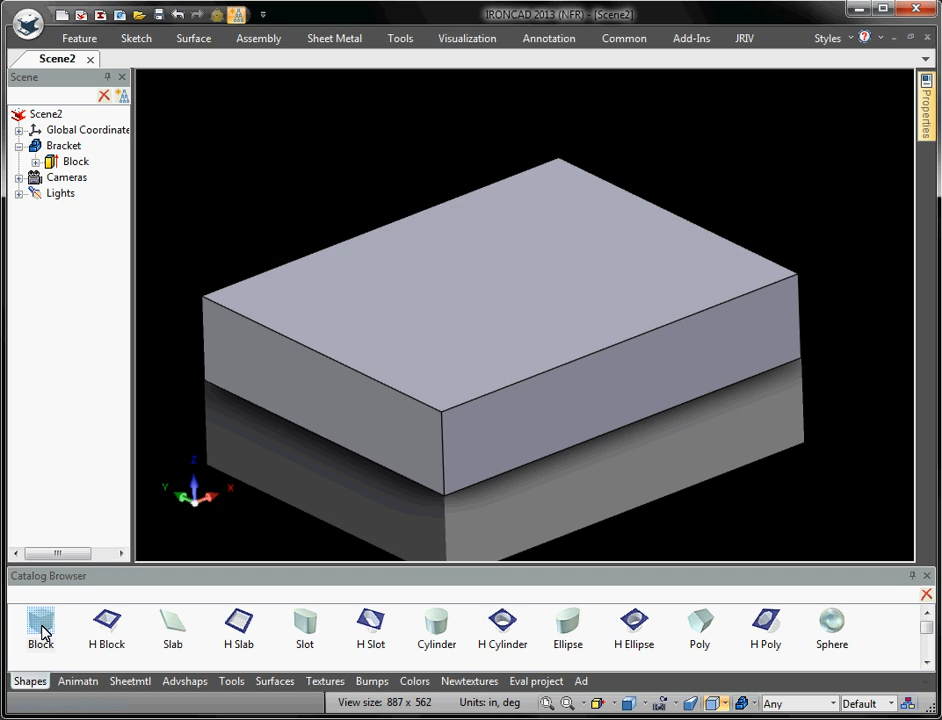 IRONCAD 2013 (NFR) - [Scene2]
Feature Sketch Surface Assembly Sheet Metal Tools Visualization Annotation Common Add-Ins JRIV Styles
Scene2
Scene
Properties
Scene2
Global Coordinate
Bracket
Block
Cameras
Lights
Z
Y X
Catalog Browser
Block H Block Slab H Slab Slot H Slot Cylinder H Cylinder Ellipse H Ellipse Poly H Poly Sphere
Shapes Animatn Sheetmtl Advshaps Tools Surfaces Textures Bumps Colors Newtextures Eval project Ad
View size: 887 x 562 Units: in, deg Any Default